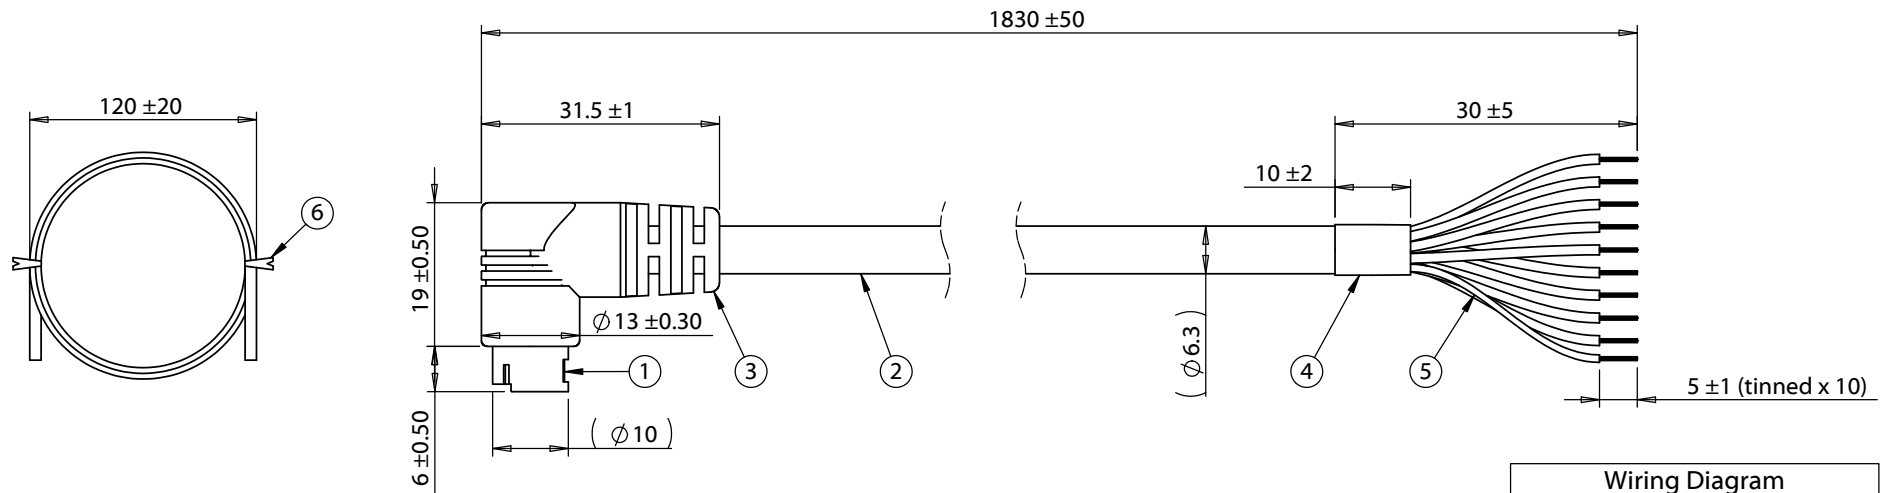 1830 ±50
120 ±20
31.5 ±1
30 ±5
10 ±2
6
19 ±0.50
∅ 13 ±0.30
1
3
2
( ∅ 6.3 )
4
5
5 ±1 (tinned x 10)
6 ±0.50
( ∅ 10 )
Wiring Diagram